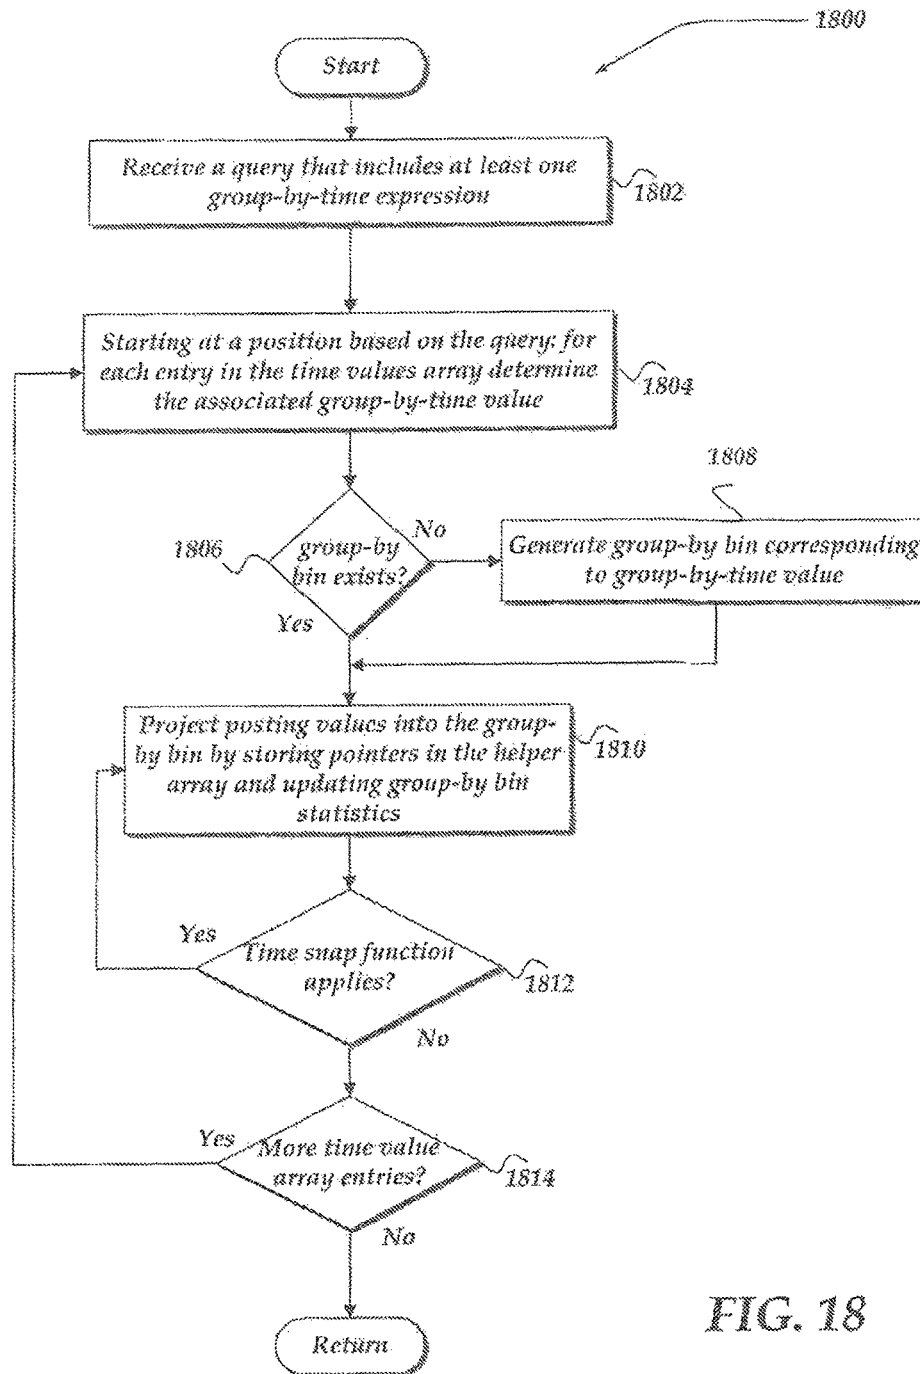 1800
Start
Receive a query that includes at least one
group-by-time expression
1802
Starting at a position based on the query: for
each entry in the time values array determine
the associated group-by-time value
1804
1808
1806
group-by
bin exists?
No
Yes
Generate group-by bin corresponding
to group-by-time value
Project posting values into the group-
by bin by storing pointers in the helper
array and updating group-by bin
statistics
1810
Yes
Time snap function
applies?
1812
No
Yes
More time value
array entries?
1814
No
Return
FIG. 18